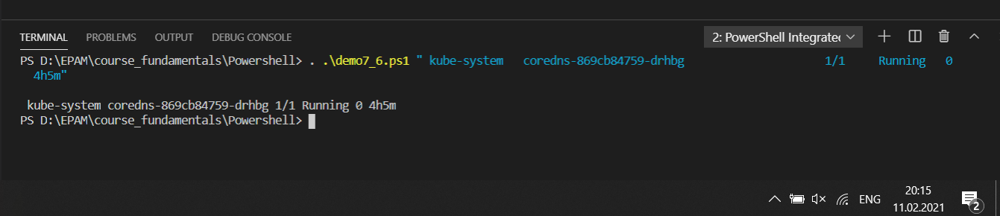 TERMINAL PROBLEMS OUTPUT DEBUG CONSOLE 2: PowerShell Integrated
PS D:\EPAM\course_fundamentals\Powershell> . .\demo7_6.ps1 " kube-system   coredns-869cb84759-drhbg                     1/1     Running   0
  4h5m"
 kube-system coredns-869cb84759-drhbg 1/1 Running 0 4h5m
PS D:\EPAM\course_fundamentals\Powershell>
ENG
20:15
11.02.2021
2